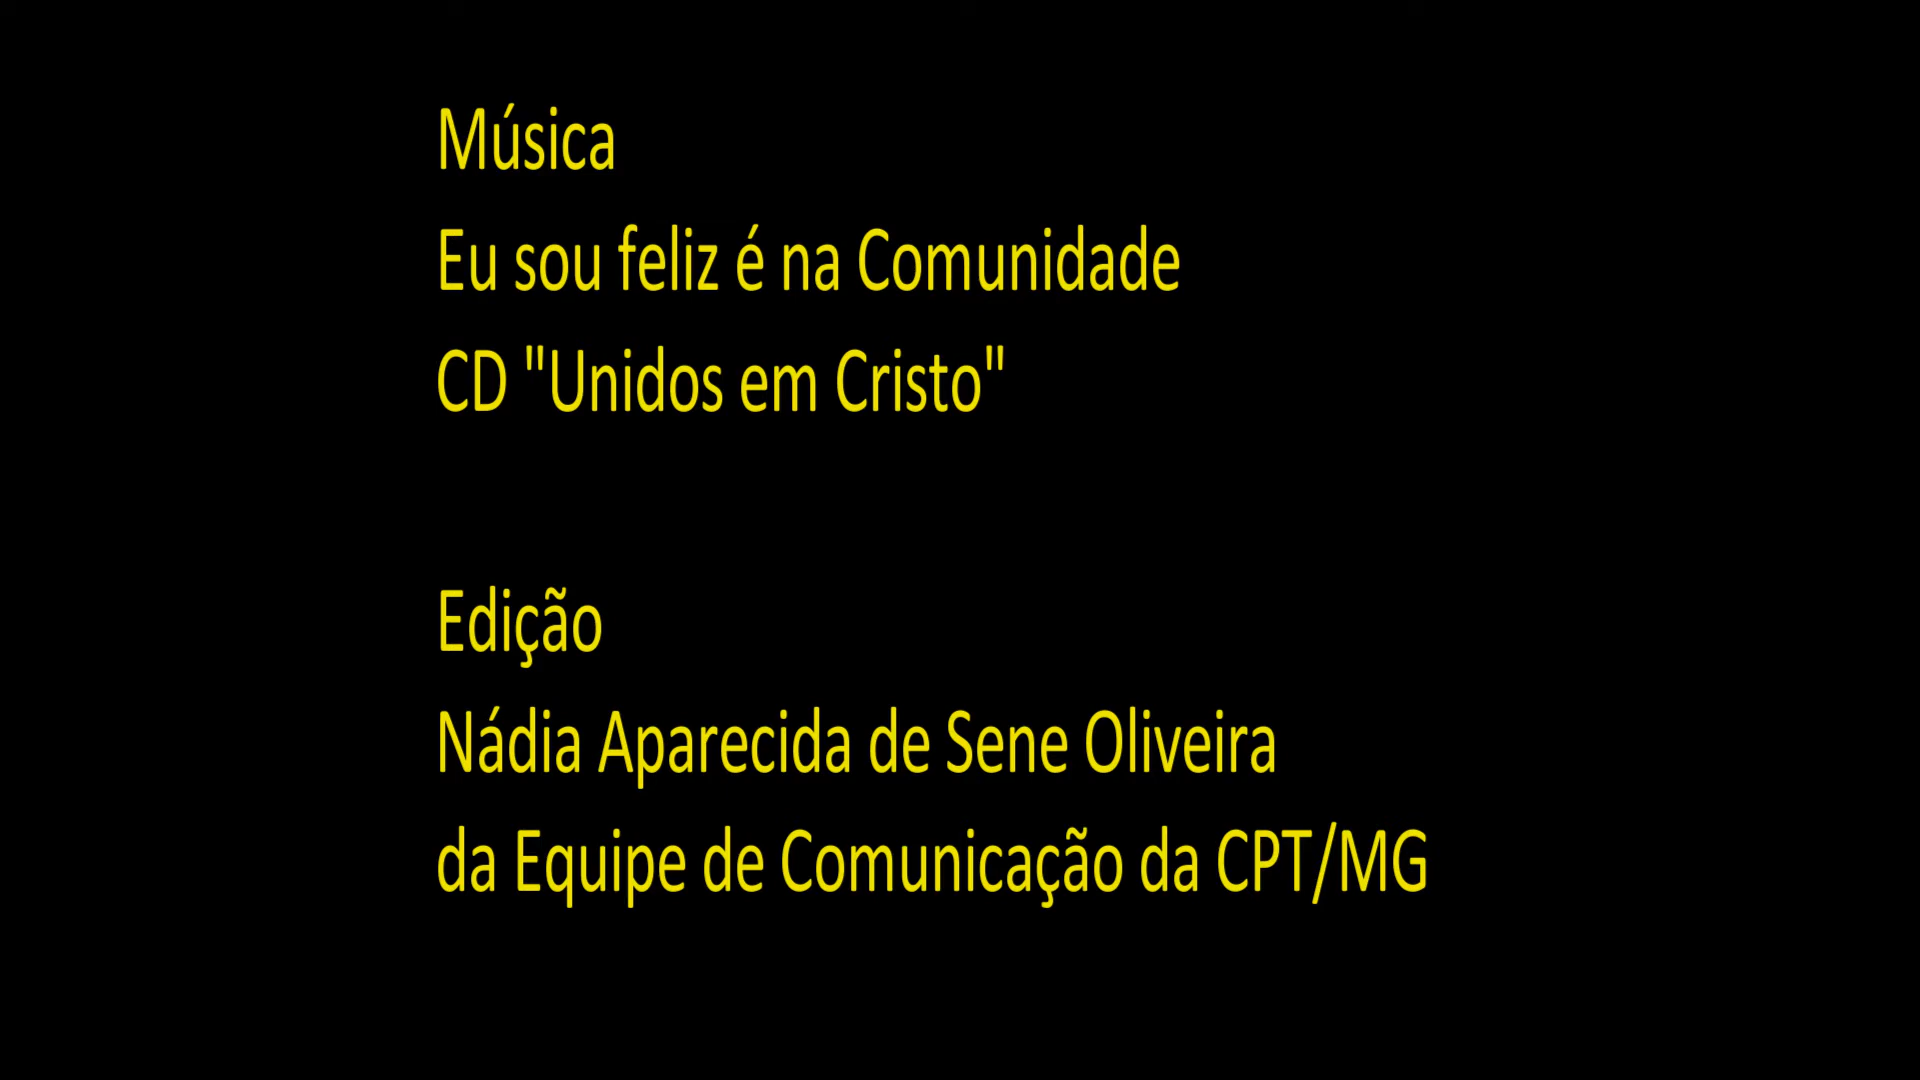 Música
Eu sou feliz é na Comunidade
CD "Unidos em Cristo"
Edição
Nádia Aparecida de Sene Oliveira
da Equipe de Comunicação da CPT/MG